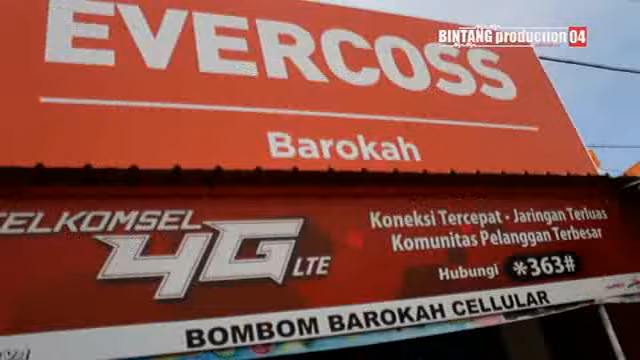 BINTANG production 04
EVERCOSS
Barokah
TELKOMSEL
4G LTE
Koneksi Tercepat • Jaringan Terluas
Komunitas Pelanggan Terbesar
Hubungi *363#
BOMBOM BAROKAH CELLULAR